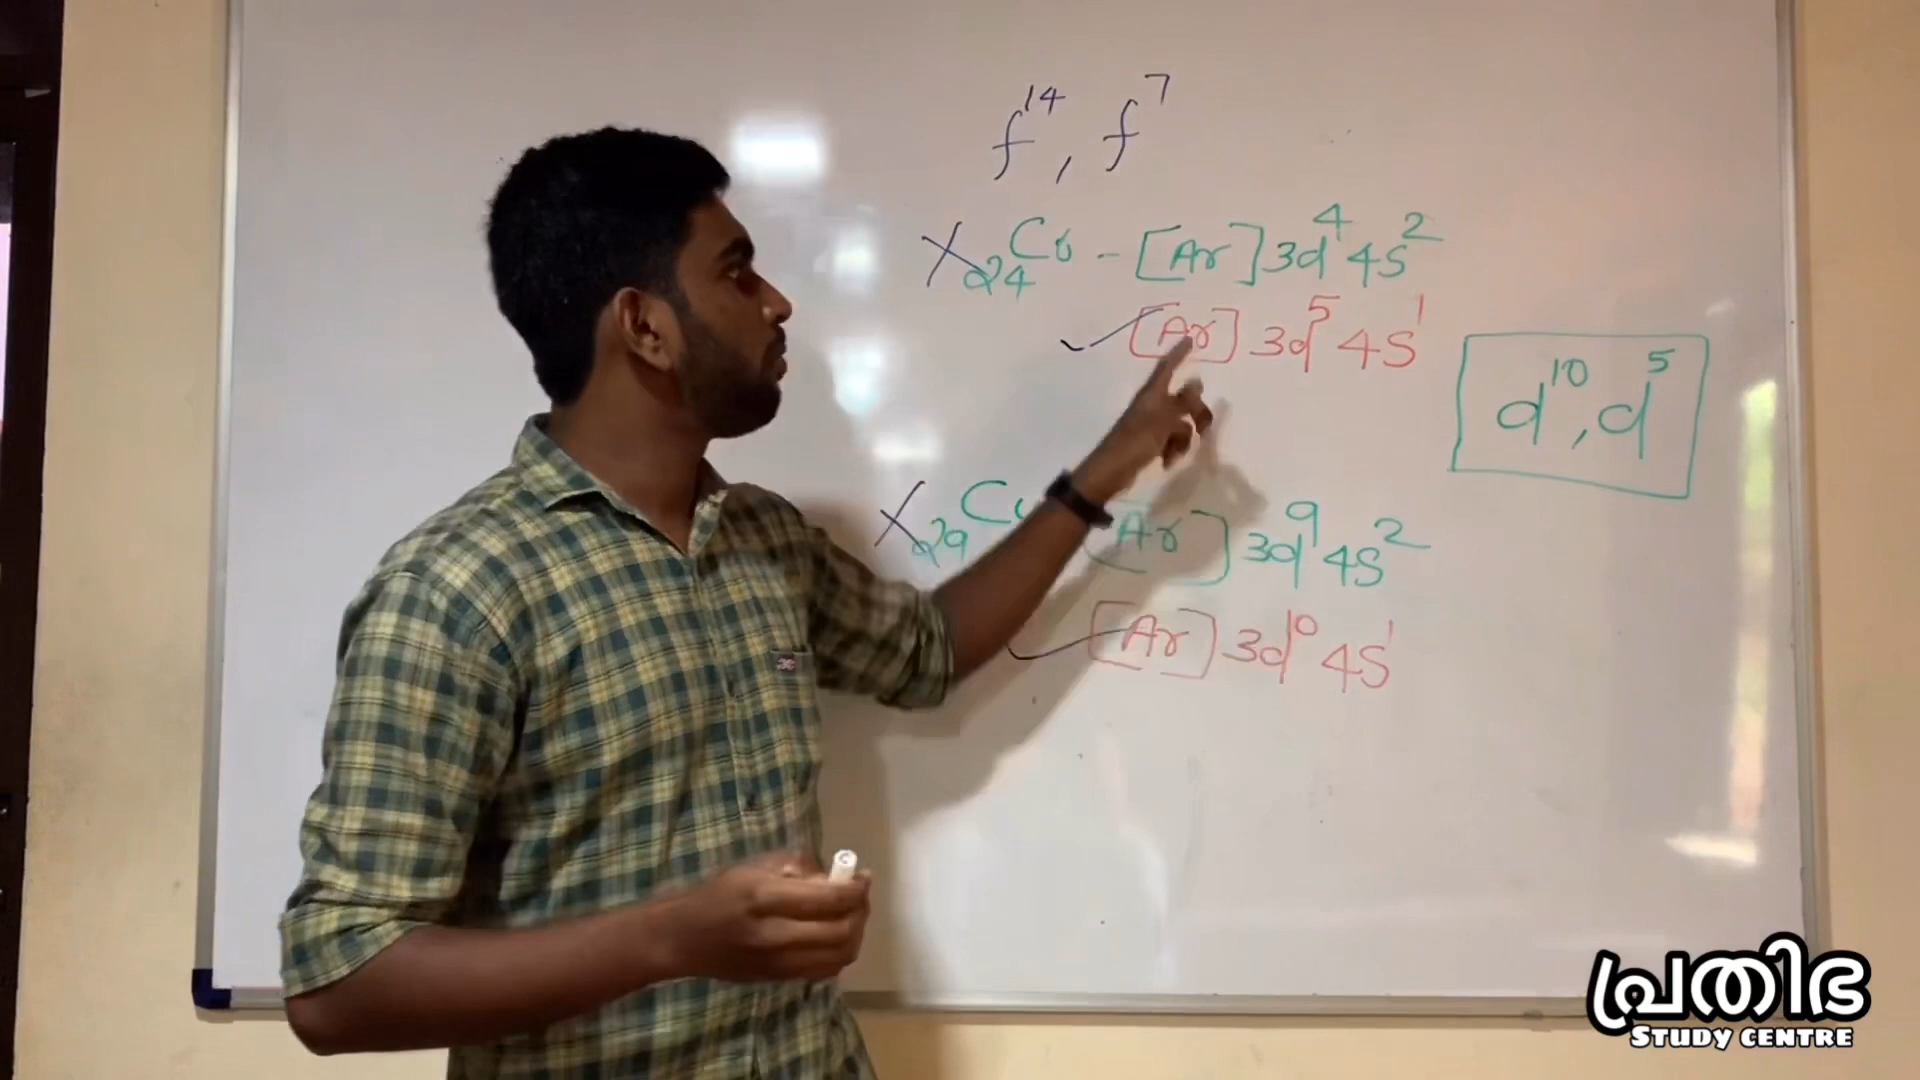 f¹⁴, f⁷
X ₂₄Cr - [Ar] 3d⁴ 4s²
✓ [Ar] 3d⁵ 4s¹
d¹⁰, d⁵
X ₂₉Cu [Ar] 3d⁹ 4s²
✓ [Ar] 3d¹⁰ 4s¹
പ്രതിഭ
STUDY CENTRE